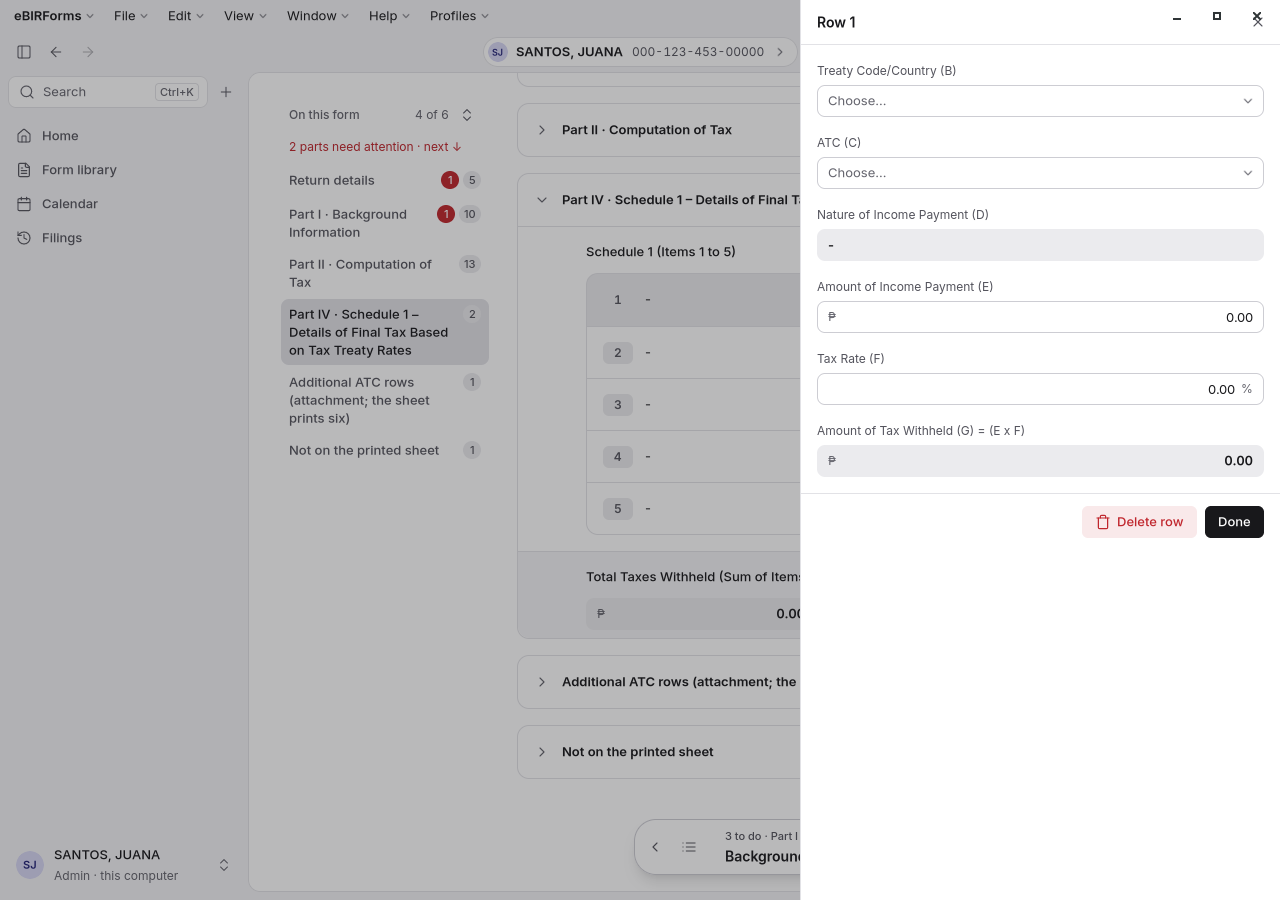 eBIRForms File Edit View Window Help Profiles
SJ SANTOS, JUANA 000-123-453-00000
Search Ctrl+K
Home
Form library
Calendar
Filings
SJ SANTOS, JUANA
Admin · this computer
On this form 4 of 6
2 parts need attention · next ↓
Return details 1 5
Part I · Background 1 10
Information
Part II · Computation of 13
Tax
Part IV · Schedule 1 – 2
Details of Final Tax Based
on Tax Treaty Rates
Additional ATC rows 1
(attachment; the sheet
prints six)
Not on the printed sheet 1
Part II · Computation of Tax
Part IV · Schedule 1 – Details of Final T
Schedule 1 (Items 1 to 5)
1 -
2 -
3 -
4 -
5 -
Total Taxes Withheld (Sum of Items
₱ 0.00
Additional ATC rows (attachment; the
Not on the printed sheet
3 to do · Part I
Background
Row 1
Treaty Code/Country (B)
Choose...
ATC (C)
Choose...
Nature of Income Payment (D)
-
Amount of Income Payment (E)
₱ 0.00
Tax Rate (F)
0.00 %
Amount of Tax Withheld (G) = (E x F)
₱ 0.00
Delete row Done